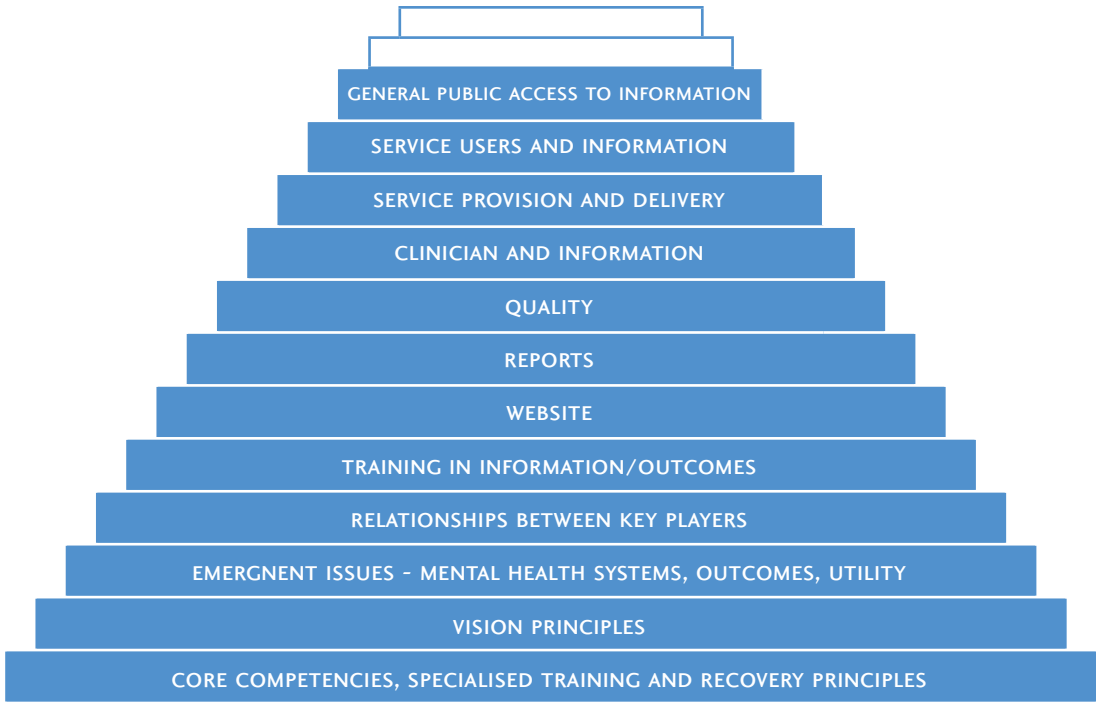 GENERAL PUBLIC ACCESS TO INFORMATION
SERVICE USERS AND INFORMATION
SERVICE PROVISION AND DELIVERY
CLINICIAN AND INFORMATION
QUALITY
REPORTS
WEBSITE
TRAINING IN INFORMATION/OUTCOMES
RELATIONSHIPS BETWEEN KEY PLAYERS
EMERGNENT ISSUES - MENTAL HEALTH SYSTEMS, OUTCOMES, UTILITY
VISION PRINCIPLES
CORE COMPETENCIES, SPECIALISED TRAINING AND RECOVERY PRINCIPLES